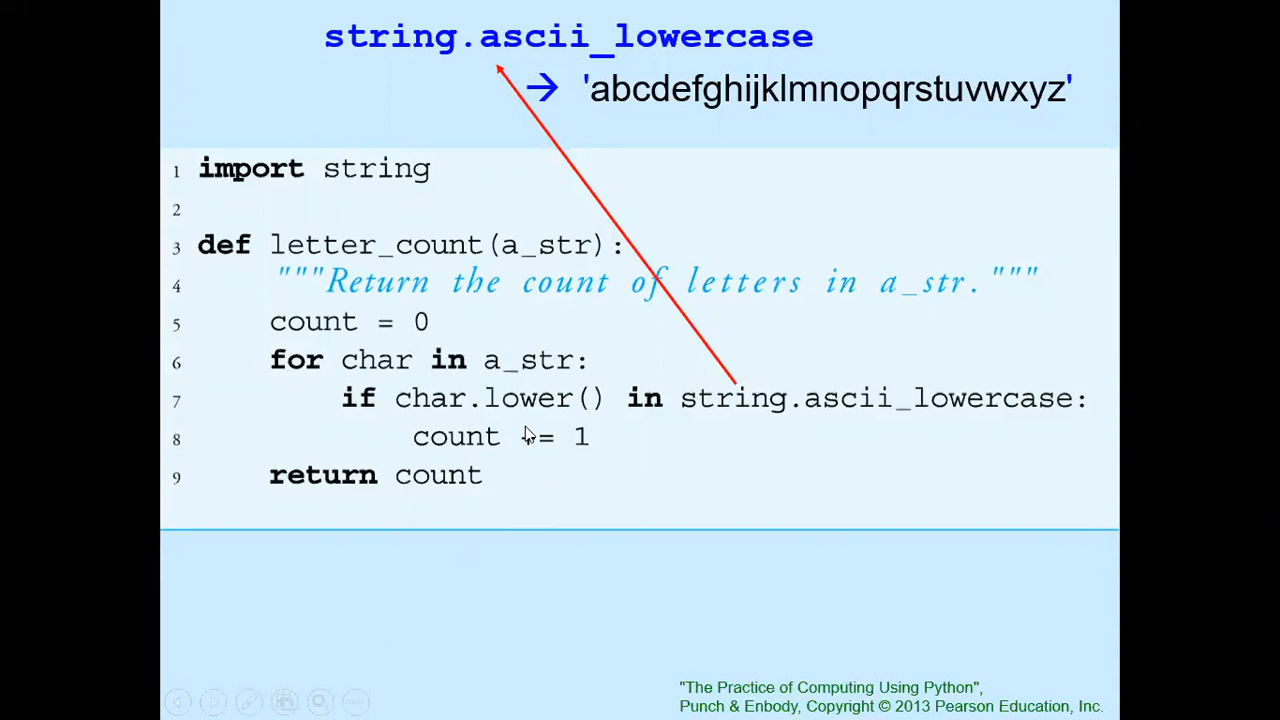 string.ascii_lowercase
→ 'abcdefghijklmnopqrstuvwxyz'
1 import string
2
3 def letter_count(a_str):
4 """Return the count of letters in a_str."""
5 count = 0
6 for char in a_str:
7 if char.lower() in string.ascii_lowercase:
8 count += 1
9 return count
"The Practice of Computing Using Python",
Punch & Enbody, Copyright © 2013 Pearson Education, Inc.